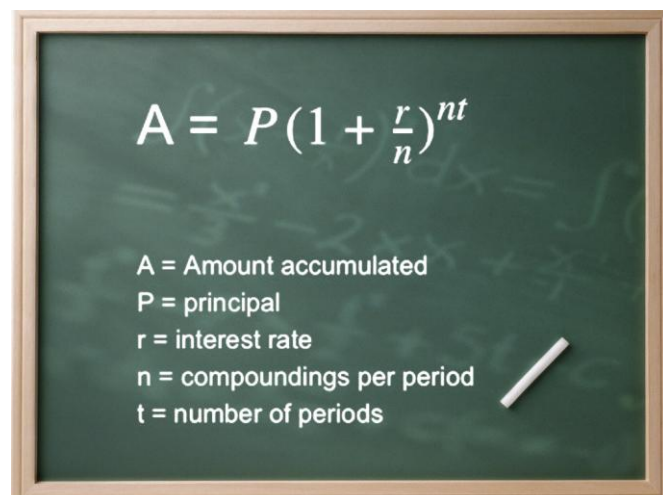 A = P(1 + r/n)^nt
A = Amount accumulated
P = principal
r = interest rate
n = compoundings per period
t = number of periods